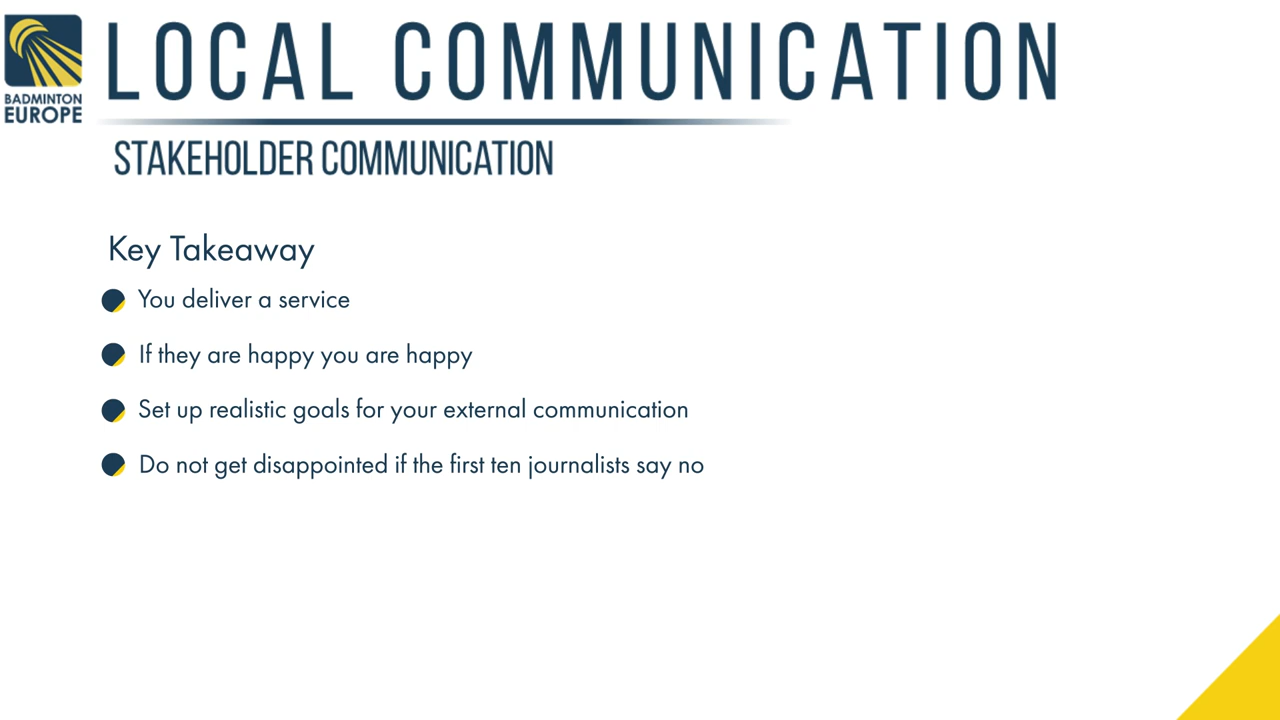 LOCAL COMMUNICATION
BADMINTON
EUROPE
STAKEHOLDER COMMUNICATION
Key Takeaway
You deliver a service
If they are happy you are happy
Set up realistic goals for your external communication
Do not get disappointed if the first ten journalists say no